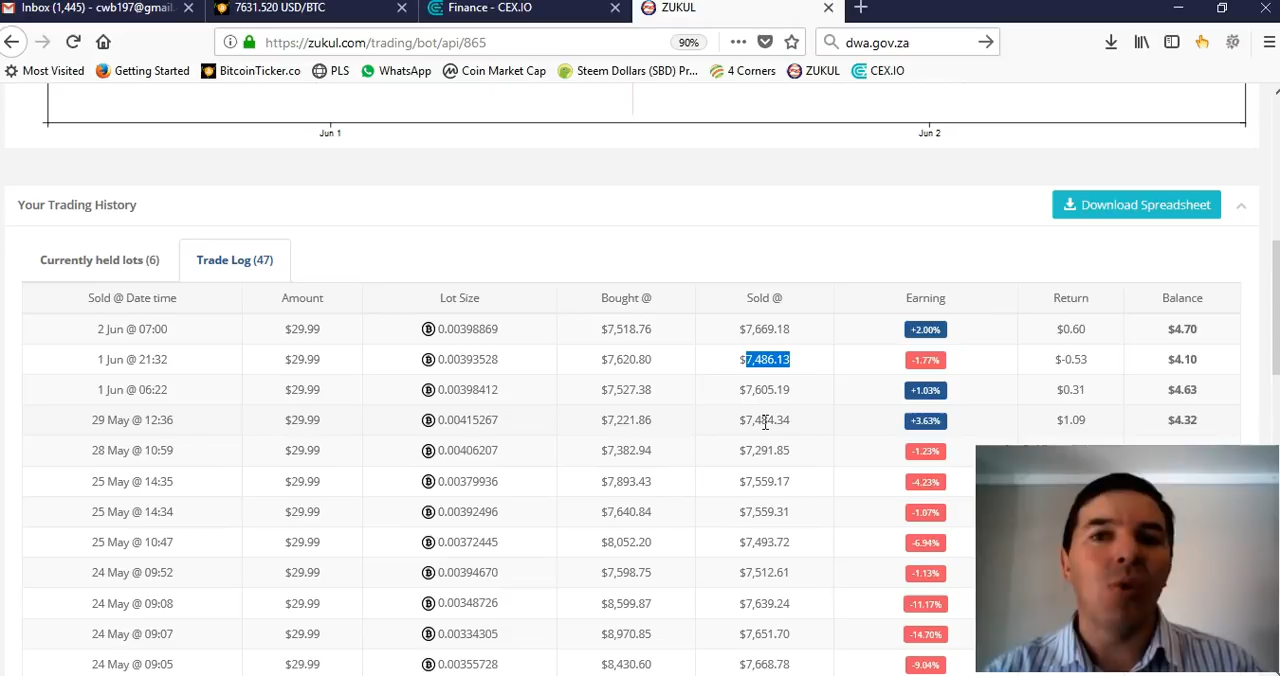 Inbox (1,445) - cwb197@gmail. 7631.520 USD/BTC Finance - CEX.IO ZUKUL
https://zukul.com/trading/bot/api/865 90% dwa.gov.za
Most Visited Getting Started BitcoinTicker.co PLS WhatsApp Coin Market Cap Steem Dollars (SBD) Pr... 4 Corners ZUKUL CEX.IO
Jun 1 Jun 2
Your Trading History Download Spreadsheet
Currently held lots (6) Trade Log (47)
Sold @ Date time Amount Lot Size Bought @ Sold @ Earning Return Balance
2 Jun @ 07:00 $29.99 0.00398869 $7,518.76 $7,669.18 +2.00% $0.60 $4.70
1 Jun @ 21:32 $29.99 0.00393528 $7,620.80 $7,486.13 -1.77% $-0.53 $4.10
1 Jun @ 06:22 $29.99 0.00398412 $7,527.38 $7,605.19 +1.03% $0.31 $4.63
29 May @ 12:36 $29.99 0.00415267 $7,221.86 $7,484.34 +3.63% $1.09 $4.32
28 May @ 10:59 $29.99 0.00406207 $7,382.94 $7,291.85 -1.23%
25 May @ 14:35 $29.99 0.00379936 $7,893.43 $7,559.17 -4.23%
25 May @ 14:34 $29.99 0.00392496 $7,640.84 $7,559.31 -1.07%
25 May @ 10:47 $29.99 0.00372445 $8,052.20 $7,493.72 -6.94%
24 May @ 09:52 $29.99 0.00394670 $7,598.75 $7,512.61 -1.13%
24 May @ 09:08 $29.99 0.00348726 $8,599.87 $7,639.24 -11.17%
24 May @ 09:07 $29.99 0.00334305 $8,970.85 $7,651.70 -14.70%
24 May @ 09:05 $29.99 0.00355728 $8,430.60 $7,668.78 -9.04%